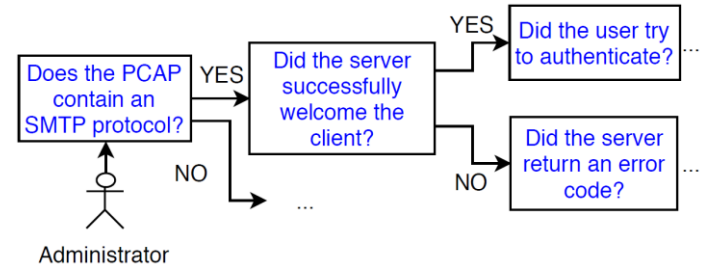 Does the PCAP
contain an
SMTP protocol?
YES
NO
...
Administrator
Did the server
successfully
welcome the
client?
YES
NO
Did the user try
to authenticate?
...
Did the server
return an error
code?
...